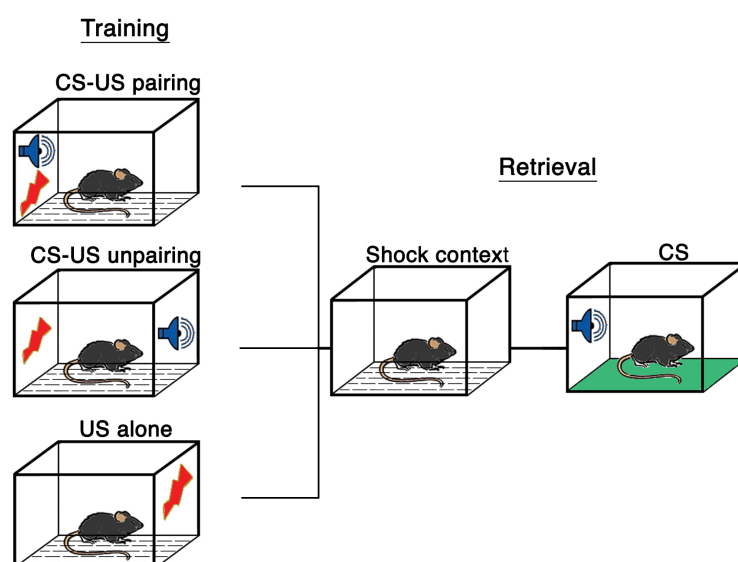 Training
CS-US pairing
CS-US unpairing
US alone
Retrieval
Shock context
CS